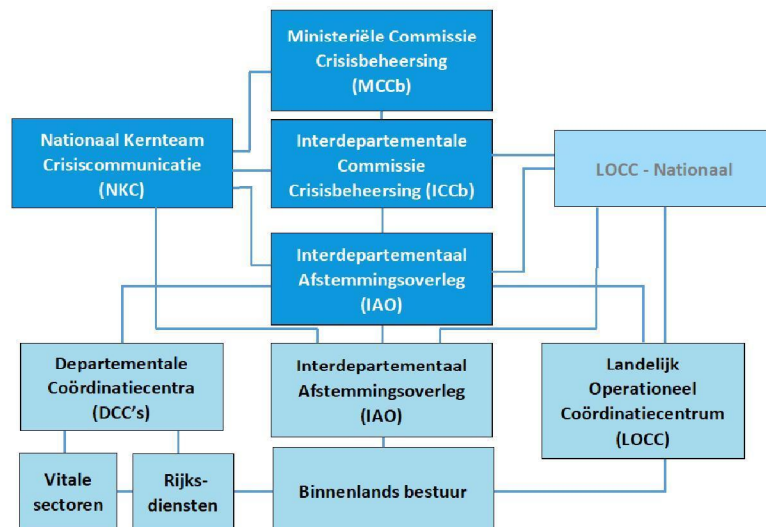 Ministeriële Commissie
Crisisbeheersing
(MCCb)
Nationaal Kernteam
Crisiscommunicatie
(NKC)
Interdepartementale
Commissie
Crisisbeheersing (ICCb)
LOCC - Nationaal
Interdepartementaal
Afstemmingsoverleg
(IAO)
Departementale
Coördinatiecentra
(DCC's)
Interdepartementaal
Afstemmingsoverleg
(IAO)
Landelijk
Operationeel
Coördinatiecentrum
(LOCC)
Vitale
sectoren
Rijks-
diensten
Binnenlands bestuur